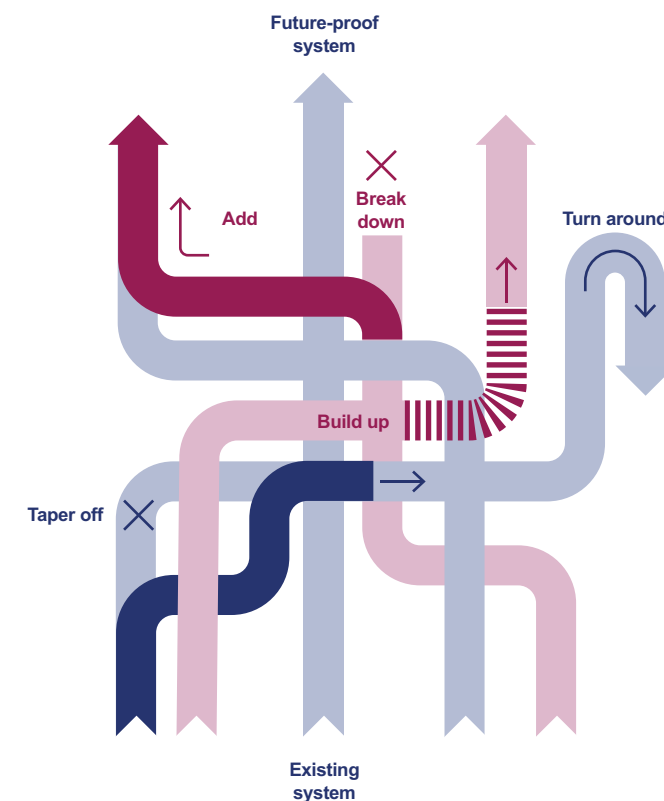 Future-proof
system
Break
down
Add
Turn around
Build up
Taper off
Existing
system